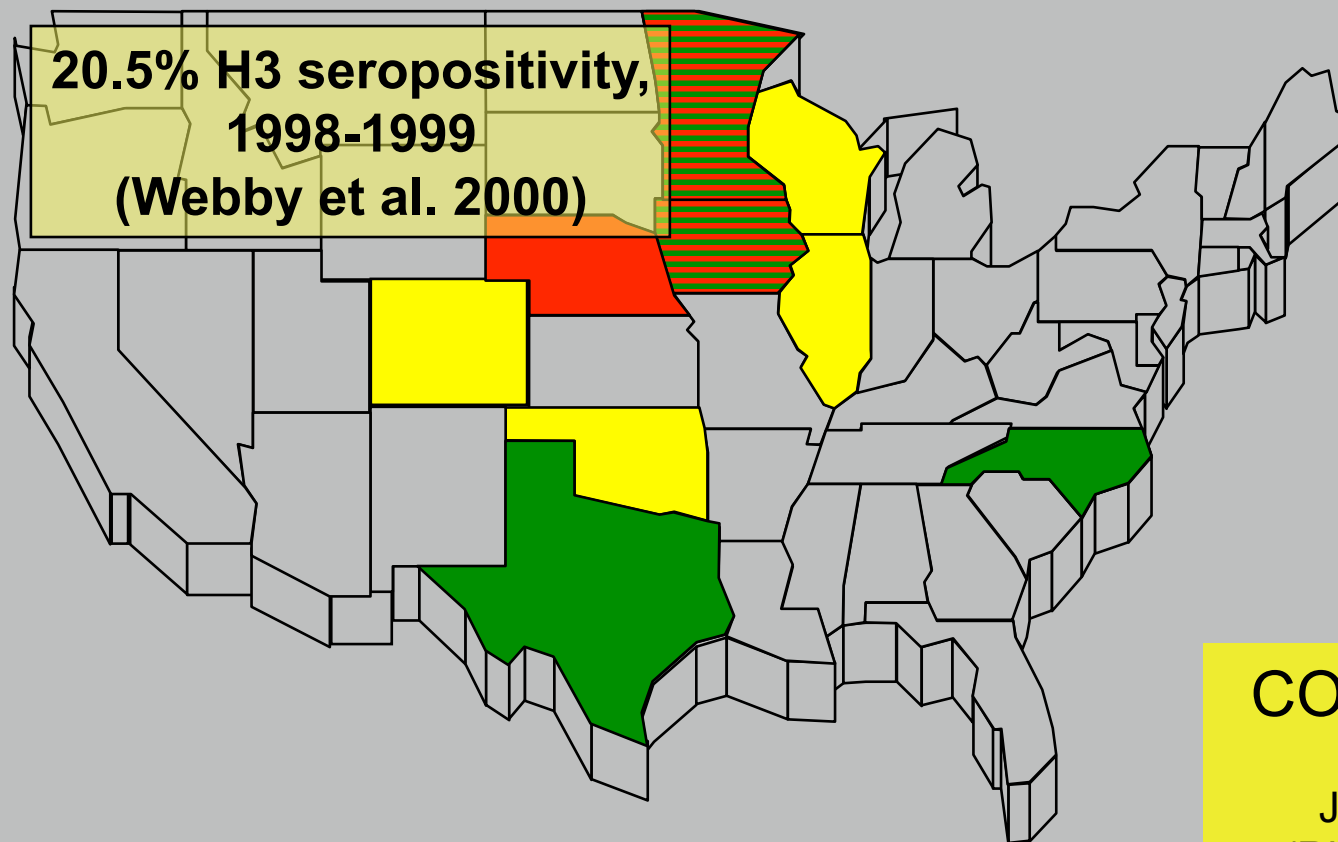 20.5% H3 seropositivity,
1998-1999
(Webby et al. 2000)
CO
J